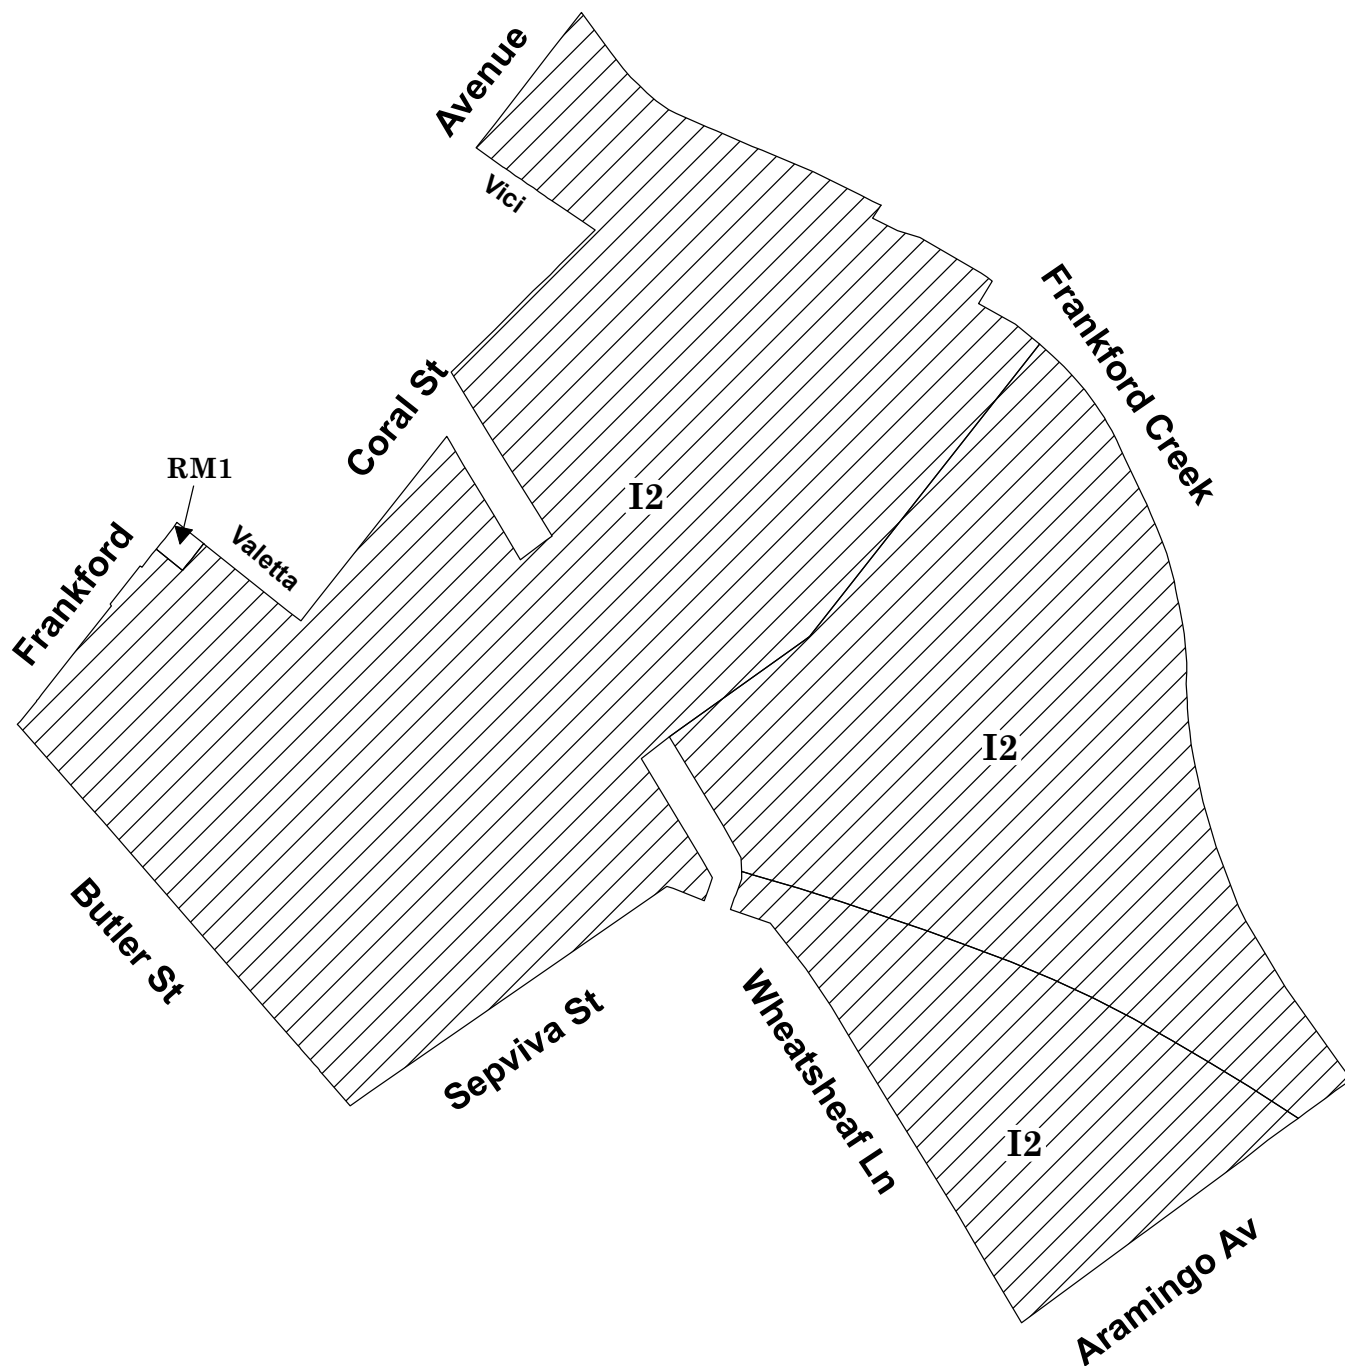 Avenue
Vici
Frankford Creek
Coral St
RM1
I2
Valetta
Frankford
I2
Butler St
Sepviva St
Wheatsheaf Ln
I2
Aramingo Av